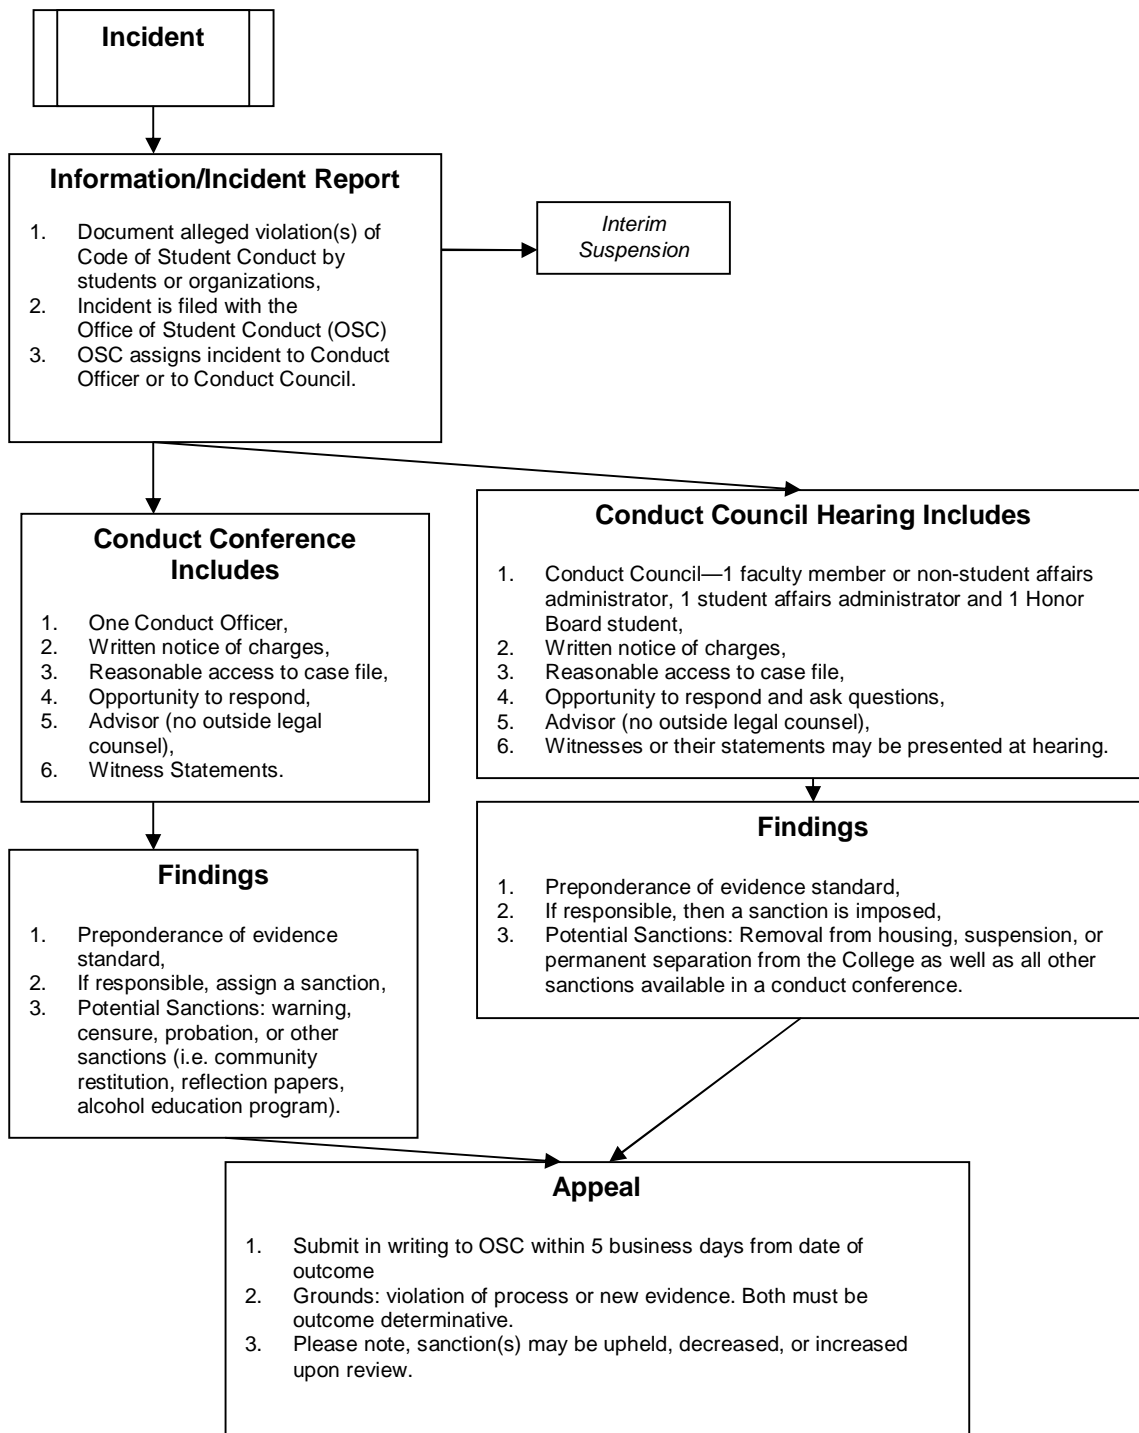 Incident
Information/Incident Report
1. Document alleged violation(s) of
Code of Student Conduct by
students or organizations,
2. Incident is filed with the
Office of Student Conduct (OSC)
3. OSC assigns incident to Conduct
Officer or to Conduct Council.
Interim
Suspension
Conduct Conference
Includes
1. One Conduct Officer,
2. Written notice of charges,
3. Reasonable access to case file,
4. Opportunity to respond,
5. Advisor (no outside legal
counsel),
6. Witness Statements.
Conduct Council Hearing Includes
1. Conduct Council—1 faculty member or non-student affairs
administrator, 1 student affairs administrator and 1 Honor
Board student,
2. Written notice of charges,
3. Reasonable access to case file,
4. Opportunity to respond and ask questions,
5. Advisor (no outside legal counsel),
6. Witnesses or their statements may be presented at hearing.
Findings
1. Preponderance of evidence
standard,
2. If responsible, assign a sanction,
3. Potential Sanctions: warning,
censure, probation, or other
sanctions (i.e. community
restitution, reflection papers,
alcohol education program).
Findings
1. Preponderance of evidence standard,
2. If responsible, then a sanction is imposed,
3. Potential Sanctions: Removal from housing, suspension, or
permanent separation from the College as well as all other
sanctions available in a conduct conference.
Appeal
1. Submit in writing to OSC within 5 business days from date of
outcome
2. Grounds: violation of process or new evidence. Both must be
outcome determinative.
3. Please note, sanction(s) may be upheld, decreased, or increased
upon review.